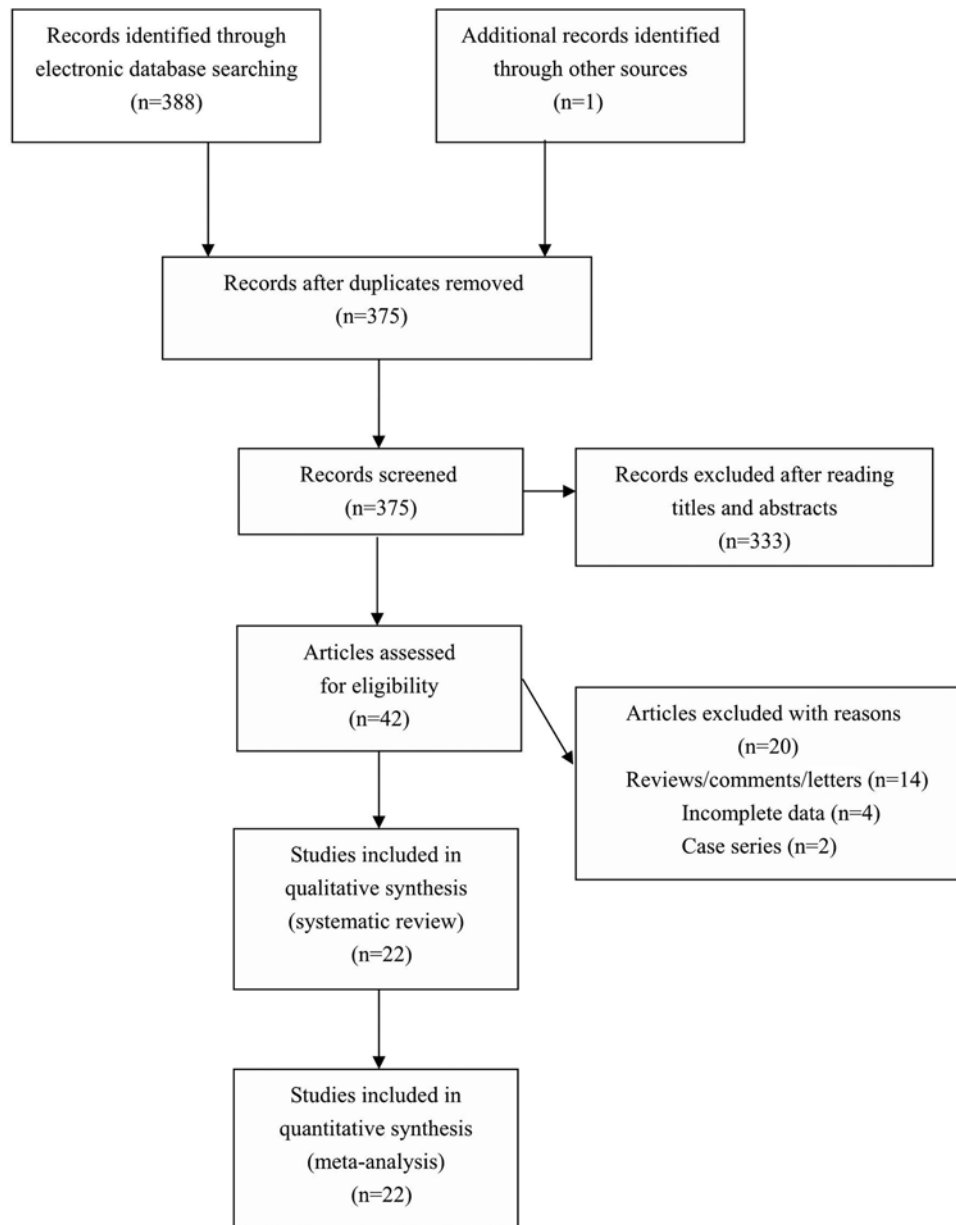 Records identified through
electronic database searching
(n=388)
Additional records identified
through other sources
(n=1)
Records after duplicates removed
(n=375)
Records screened
(n=375)
Records excluded after reading
titles and abstracts
(n=333)
Articles assessed
for eligibility
(n=42)
Articles excluded with reasons
(n=20)
Reviews/comments/letters (n=14)
Incomplete data (n=4)
Case series (n=2)
Studies included in
qualitative synthesis
(systematic review)
(n=22)
Studies included in
quantitative synthesis
(meta-analysis)
(n=22)